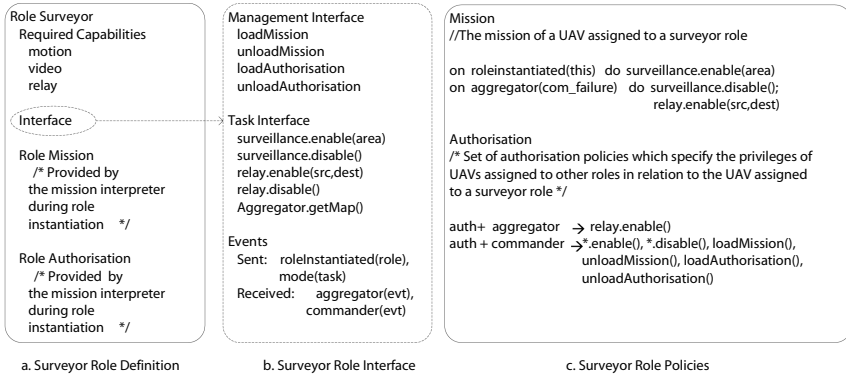 Role Surveyor
Required Capabilities
motion
video
relay
Interface
Role Mission
/* Provided by
the mission interpreter
during role
instantiation */
Role Authorisation
/* Provided by
the mission interpreter
during role
instantiation */
a. Surveyor Role Definition
Management Interface
loadMission
unloadMission
loadAuthorisation
unloadAuthorisation
Task Interface
surveillance.enable(area)
surveillance.disable()
relay.enable(src,dest)
relay.disable()
Aggregator.getMap()
Events
Sent: roleInstantiated(role),
mode(task)
Received: aggregator(evt),
commander(evt)
b. Surveyor Role Interface
Mission
//The mission of a UAV assigned to a surveyor role
on roleinstantiated(this) do surveillance.enable(area)
on aggregator(com_failure) do surveillance.disable();
relay.enable(src,dest)
Authorisation
/* Set of authorisation policies which specify the privileges of
UAVs assigned to other roles in relation to the UAV assigned
to a surveyor role */
auth+ aggregator → relay.enable()
auth + commander → *.enable(), *.disable(), loadMission(),
unloadMission(), loadAuthorisation(),
unloadAuthorisation()
c. Surveyor Role Policies